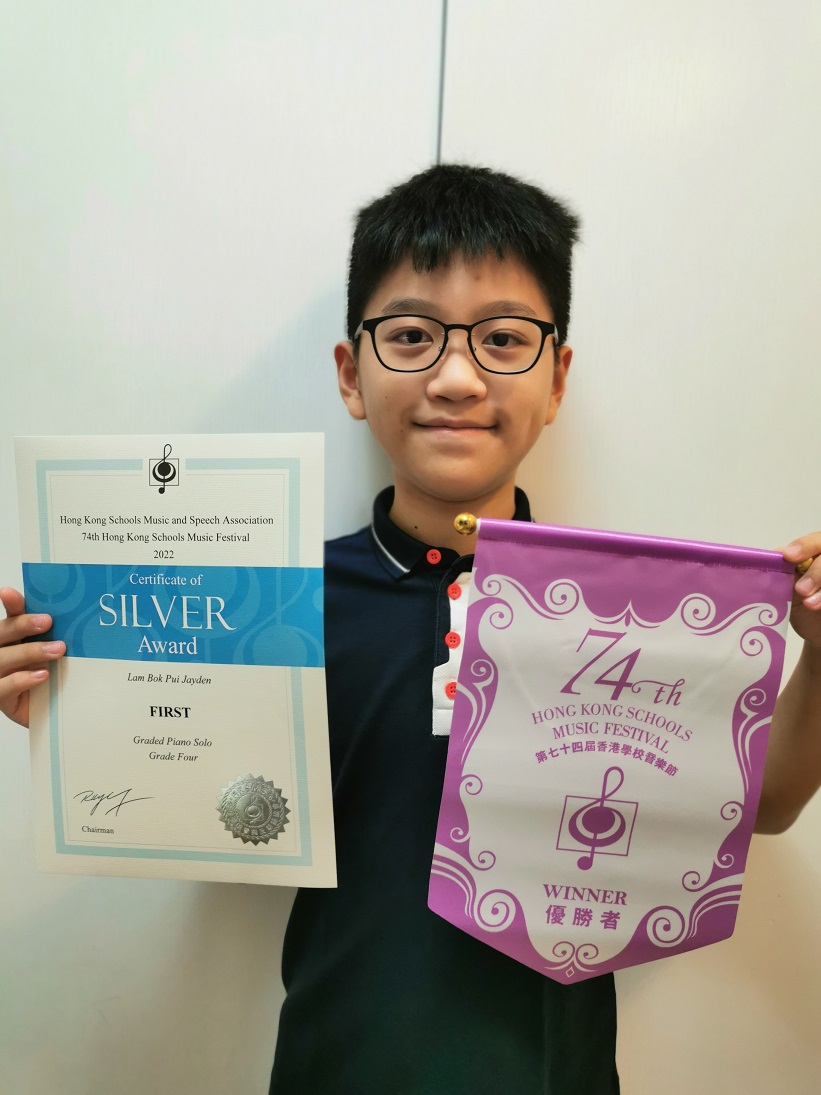 Hong Kong Schools Music and Speech Association
74th Hong Kong Schools Music Festival
2022
Certificate of
SILVER
Award
Lam Bok Pui Jayden
FIRST
Graded Piano Solo
Grade Four
Chairman
74th
HONG KONG SCHOOLS
MUSIC FESTIVAL
第七十四屆香港學校音樂節
WINNER
優勝者